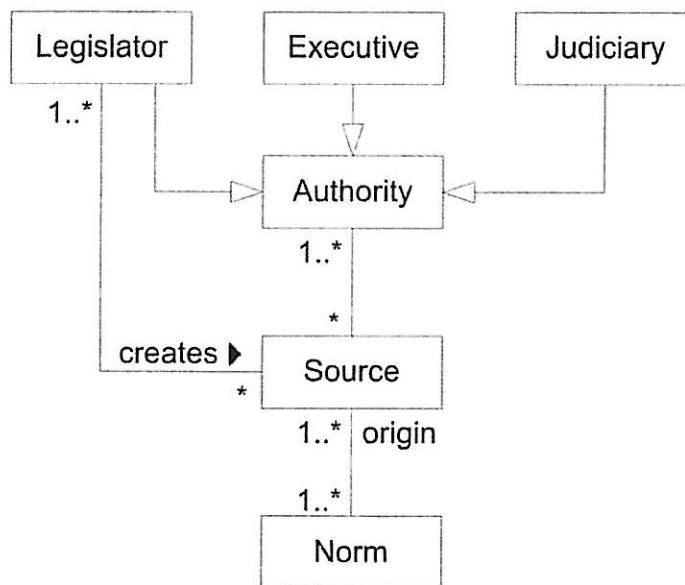 Legislator
Executive
Judiciary
1..*
Authority
1..*
*
creates
*
Source
1..*
origin
1..*
Norm